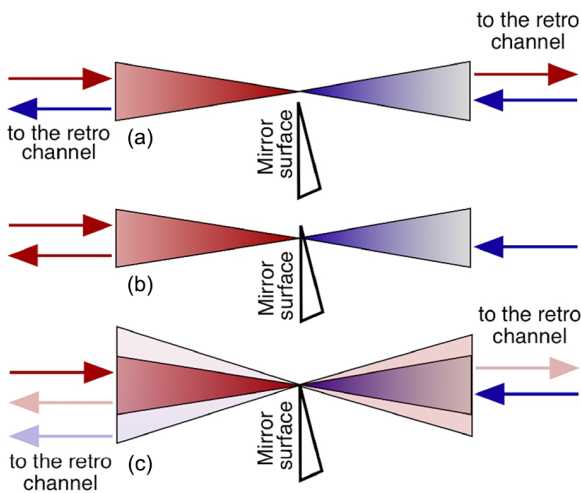 to the retro
channel
to the retro
channel
(a)
Mirror
surface
(b)
Mirror
surface
to the retro
channel
(c)
Mirror
surface
to the retro
channel